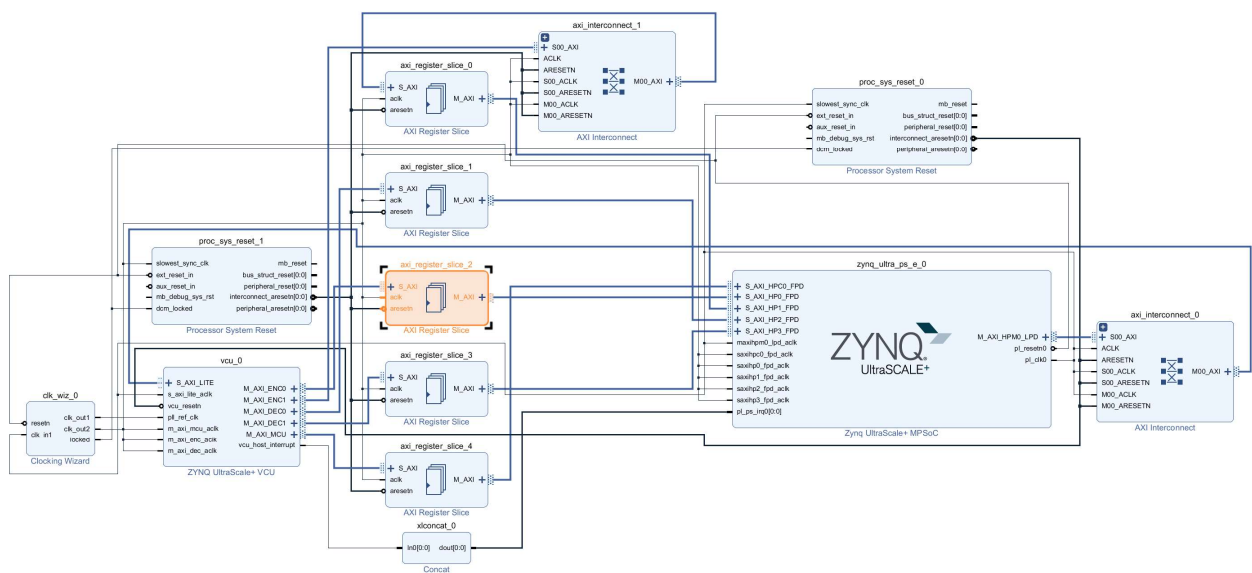 axi_interconnect_1
S00_AXI
ACLK
ARESETN
S00_ACLK
S00_ARESETN
M00_ACLK
M00_ARESETN
M00_AXI
AXI Interconnect
axi_register_slice_0
S_AXI
aclk
aresetn
M_AXI
AXI Register Slice
proc_sys_reset_0
slowest_sync_clk
ext_reset_in
aux_reset_in
mb_debug_sys_rst
dcm_locked
mb_reset
bus_struct_reset[0:0]
peripheral_reset[0:0]
interconnect_aresetn[0:0]
peripheral_aresetn[0:0]
Processor System Reset
axi_register_slice_1
S_AXI
aclk
aresetn
M_AXI
AXI Register Slice
proc_sys_reset_1
slowest_sync_clk
ext_reset_in
aux_reset_in
mb_debug_sys_rst
dcm_locked
mb_reset
bus_struct_reset[0:0]
peripheral_reset[0:0]
interconnect_aresetn[0:0]
peripheral_aresetn[0:0]
Processor System Reset
axi_register_slice_2
S_AXI
aclk
aresetn
M_AXI
AXI Register Slice
zynq_ultra_ps_e_0
S_AXI_HPC0_FPD
S_AXI_HP0_FPD
S_AXI_HP1_FPD
S_AXI_HP2_FPD
S_AXI_HP3_FPD
maxihpm0_lpd_aclk
saxihpc0_fpd_aclk
saxihp0_fpd_aclk
saxihp1_fpd_aclk
saxihp2_fpd_aclk
saxihp3_fpd_aclk
pl_ps_irq0[0:0]
ZYNQ
UltraSCALE+
M_AXI_HPM0_LPD
pl_resetn0
pl_clk0
Zynq UltraScale+ MPSoC
axi_interconnect_0
S00_AXI
ACLK
ARESETN
S00_ACLK
S00_ARESETN
M00_ACLK
M00_ARESETN
M00_AXI
AXI Interconnect
vcu_0
S_AXI_LITE
s_axi_lite_aclk
vcu_resetn
pll_ref_clk
m_axi_mcu_aclk
m_axi_enc_aclk
m_axi_dec_aclk
M_AXI_ENC0
M_AXI_ENC1
M_AXI_DEC0
M_AXI_DEC1
M_AXI_MCU
vcu_host_interrupt
ZYNQ UltraScale+ VCU
axi_register_slice_3
S_AXI
aclk
aresetn
M_AXI
AXI Register Slice
clk_wiz_0
resetn
clk_in1
clk_out1
clk_out2
locked
Clocking Wizard
axi_register_slice_4
S_AXI
aclk
aresetn
M_AXI
AXI Register Slice
xlconcat_0
In0[0:0]
dout[0:0]
Concat